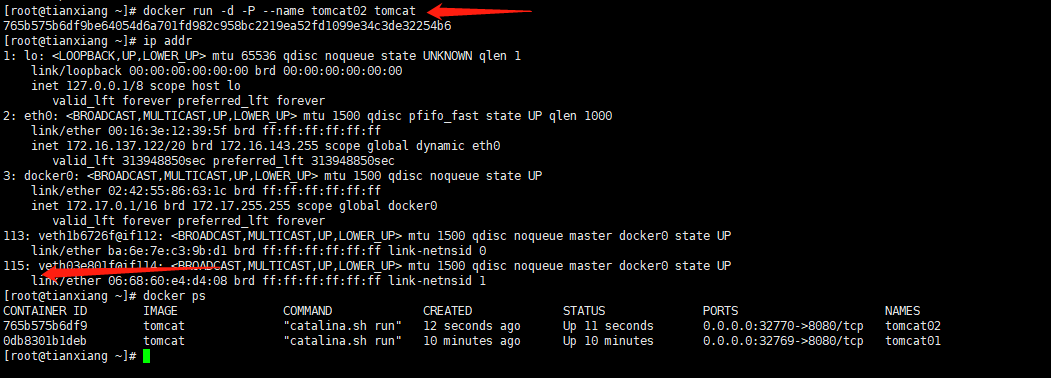 [root@tianxiang ~]# docker run -d -P --name tomcat02 tomcat
765b575b6df9be64054d6a701fd982c958bc2219ea52fd1099e34c3de32254b6
[root@tianxiang ~]# ip addr
1: lo: <LOOPBACK,UP,LOWER_UP> mtu 65536 qdisc noqueue state UNKNOWN qlen 1
link/loopback 00:00:00:00:00:00 brd 00:00:00:00:00:00
inet 127.0.0.1/8 scope host lo
valid_lft forever preferred_lft forever
2: eth0: <BROADCAST,MULTICAST,UP,LOWER_UP> mtu 1500 qdisc pfifo_fast state UP qlen 1000
link/ether 00:16:3e:12:39:5f brd ff:ff:ff:ff:ff:ff
inet 172.16.137.122/20 brd 172.16.143.255 scope global dynamic eth0
valid_lft 313948850sec preferred_lft 313948850sec
3: docker0: <BROADCAST,MULTICAST,UP,LOWER_UP> mtu 1500 qdisc noqueue state UP
link/ether 02:42:55:86:63:1c brd ff:ff:ff:ff:ff:ff
inet 172.17.0.1/16 brd 172.17.255.255 scope global docker0
valid_lft forever preferred_lft forever
113: veth1b6726f@if112: <BROADCAST,MULTICAST,UP,LOWER_UP> mtu 1500 qdisc noqueue master docker0 state UP
link/ether ba:6e:7e:c3:9b:d1 brd ff:ff:ff:ff:ff:ff link-netnsid 0
115: veth03e801f@if114: <BROADCAST,MULTICAST,UP,LOWER_UP> mtu 1500 qdisc noqueue master docker0 state UP
link/ether 06:68:60:e4:d4:08 brd ff:ff:ff:ff:ff:ff link-netnsid 1
[root@tianxiang ~]# docker ps
CONTAINER ID IMAGE COMMAND CREATED STATUS PORTS NAMES
765b575b6df9 tomcat "catalina.sh run" 12 seconds ago Up 11 seconds 0.0.0.0:32770->8080/tcp tomcat02
0db8301b1deb tomcat "catalina.sh run" 10 minutes ago Up 10 minutes 0.0.0.0:32769->8080/tcp tomcat01
[root@tianxiang ~]#